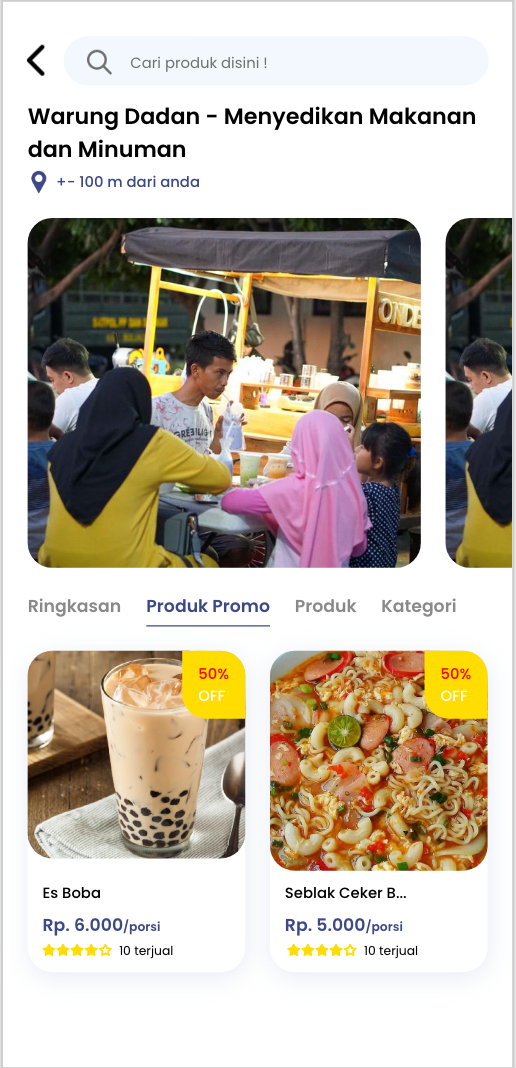 Cari produk disini !
Warung Dadan - Menyedikan Makanan
dan Minuman
+- 100 m dari anda
ONDE
Ringkasan
Produk Promo
Produk
Kategori
50%
OFF
50%
OFF
Es Boba
Seblak Ceker B...
Rp. 6.000/porsi
Rp. 5.000/porsi
10 terjual
10 terjual